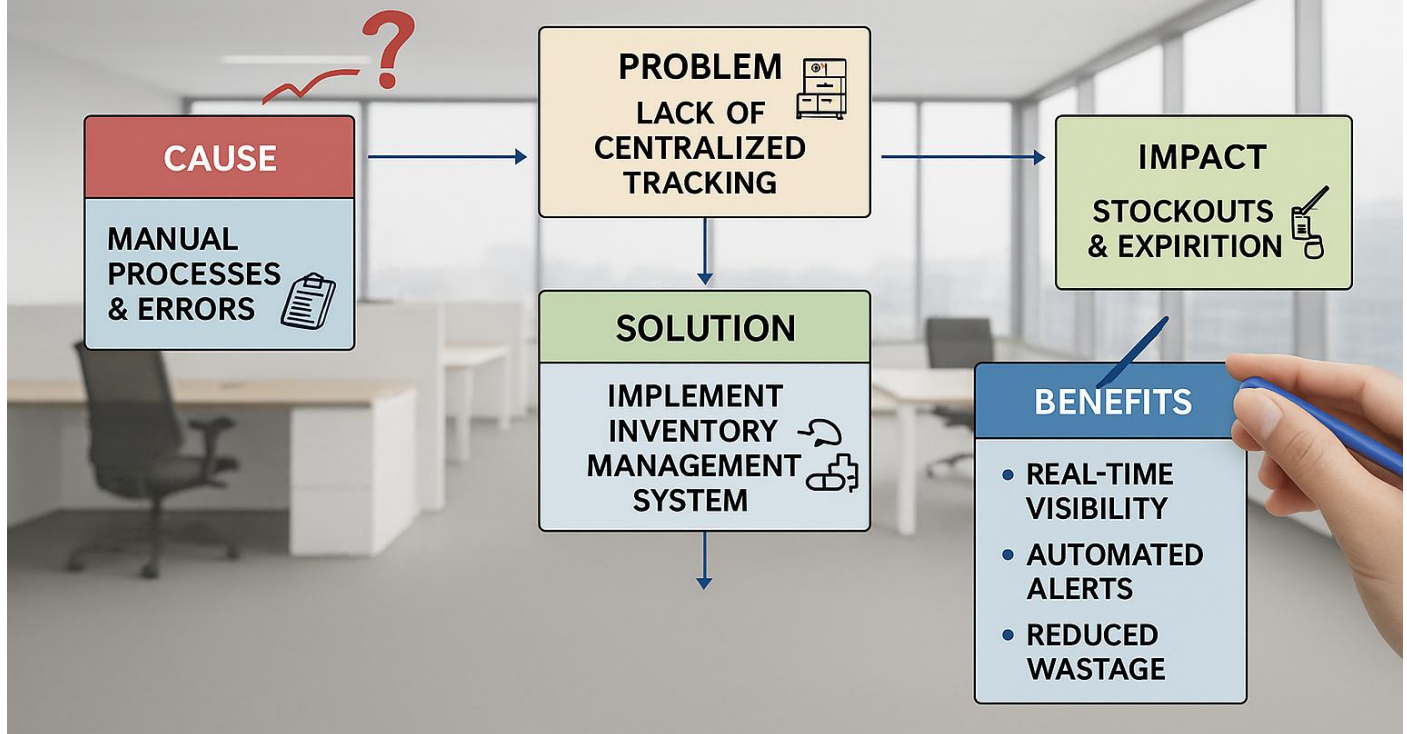 ?
CAUSE
MANUAL
PROCESSES
& ERRORS
PROBLEM
LACK OF
CENTRALIZED
TRACKING
IMPACT
STOCKOUTS
& EXPIRITION
SOLUTION
IMPLEMENT
INVENTORY
MANAGEMENT
SYSTEM
BENEFITS
• REAL-TIME
VISIBILITY
• AUTOMATED
ALERTS
• REDUCED
WASTAGE